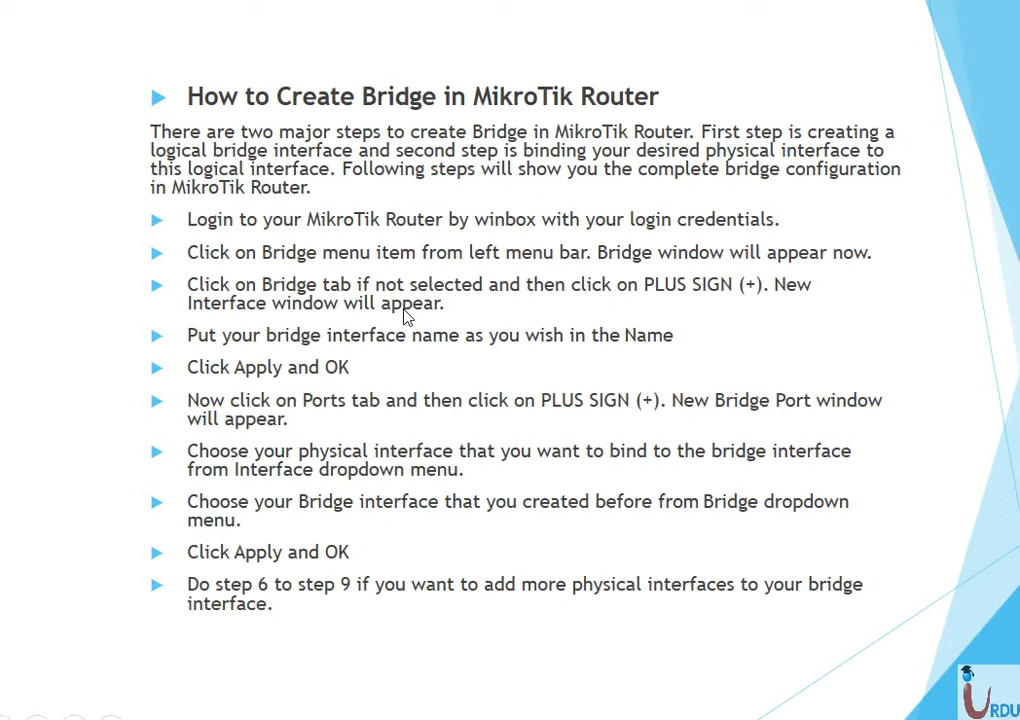 How to Create Bridge in MikroTik Router
There are two major steps to create Bridge in MikroTik Router. First step is creating a
logical bridge interface and second step is binding your desired physical interface to
this logical interface. Following steps will show you the complete bridge configuration
in MikroTik Router.
Login to your MikroTik Router by winbox with your login credentials.
Click on Bridge menu item from left menu bar. Bridge window will appear now.
Click on Bridge tab if not selected and then click on PLUS SIGN (+). New
Interface window will appear.
Put your bridge interface name as you wish in the Name
Click Apply and OK
Now click on Ports tab and then click on PLUS SIGN (+). New Bridge Port window
will appear.
Choose your physical interface that you want to bind to the bridge interface
from Interface dropdown menu.
Choose your Bridge interface that you created before from Bridge dropdown
menu.
Click Apply and OK
Do step 6 to step 9 if you want to add more physical interfaces to your bridge
interface.
iURDU